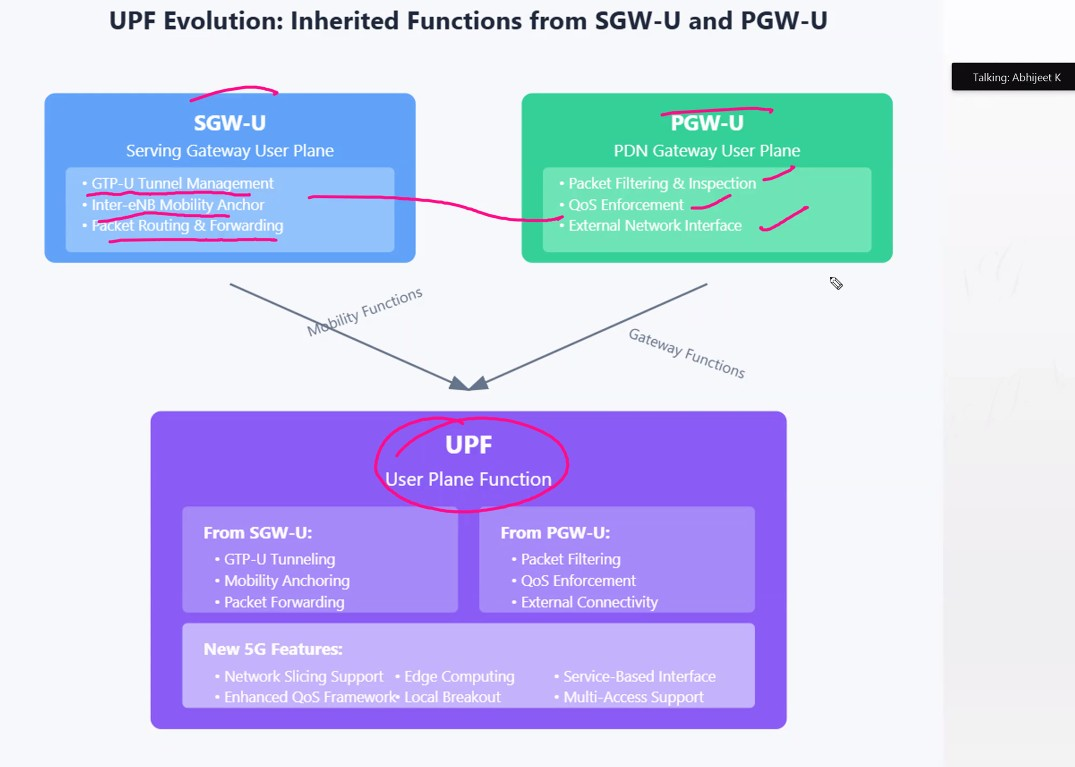 UPF Evolution: Inherited Functions from SGW-U and PGW-U
Talking: Abhijeet K
SGW-U
Serving Gateway User Plane
• GTP-U Tunnel Management
• Inter-eNB Mobility Anchor
• Packet Routing & Forwarding
PGW-U
PDN Gateway User Plane
• Packet Filtering & Inspection
• QoS Enforcement
• External Network Interface
Mobility Functions
Gateway Functions
UPF
User Plane Function
From SGW-U:
• GTP-U Tunneling
• Mobility Anchoring
• Packet Forwarding
From PGW-U:
• Packet Filtering
• QoS Enforcement
• External Connectivity
New 5G Features:
• Network Slicing Support • Edge Computing • Service-Based Interface
• Enhanced QoS Framework • Local Breakout • Multi-Access Support